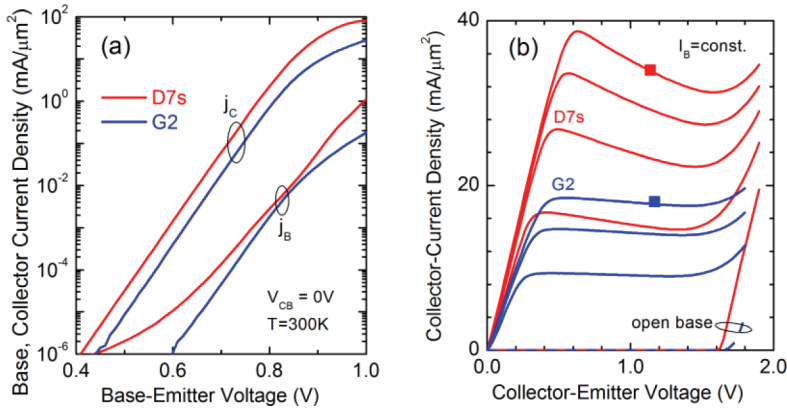 (a)
D7s
G2
j_C
j_B
V_CB = 0V
T=300K
10^2
10^0
10^-2
10^-4
10^-6
0.4 0.6 0.8 1.0
Base-Emitter Voltage (V)
Base, Collector Current Density (mA/μm^2)
(b)
I_B=const.
D7s
G2
open base
40
20
0
0.0 0.6 1.2 1.8
Collector-Emitter Voltage (V)
Collector-Current Density (mA/μm^2)